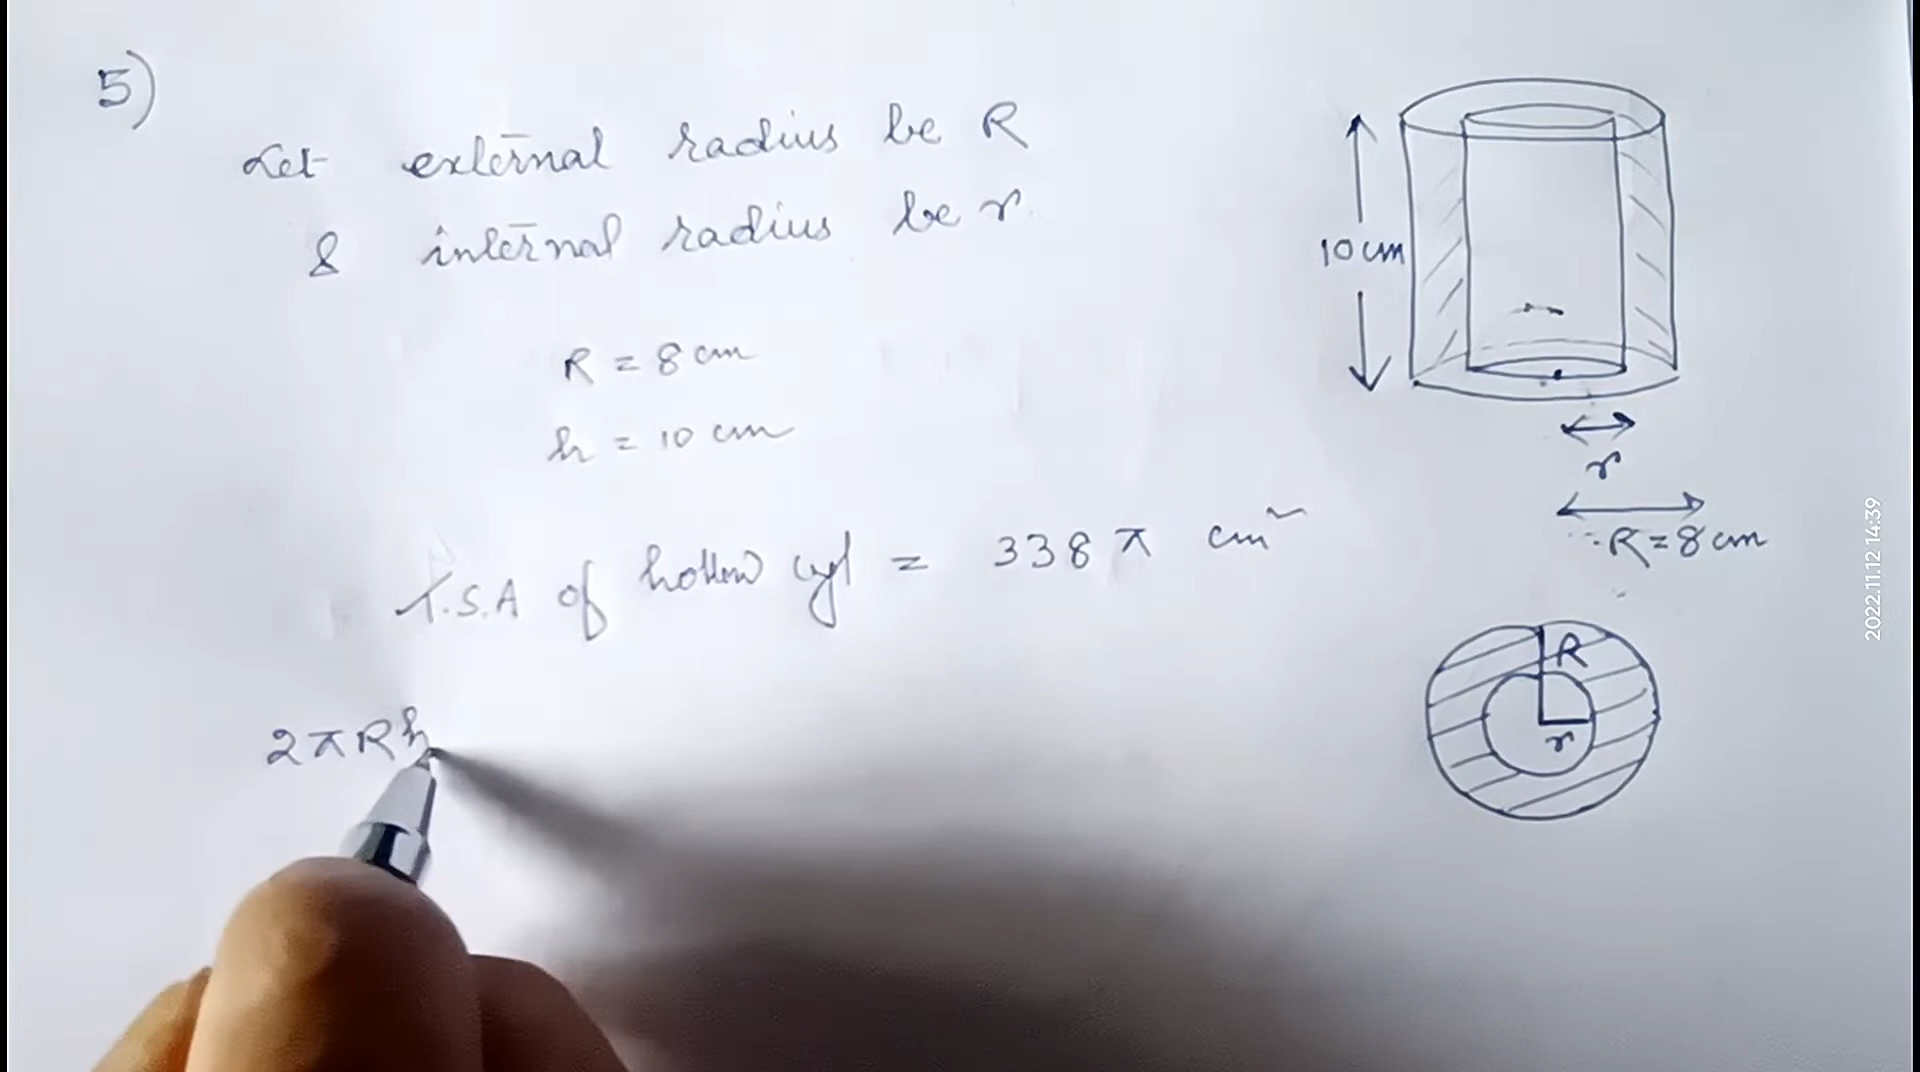 5)
Let external radius be R
& internal radius be r
R = 8 cm
h = 10 cm
T.S.A of hollow cyl = 338 π cm²
2πRh
10 cm
r
R = 8 cm
R
r
2022.11.12 14:39